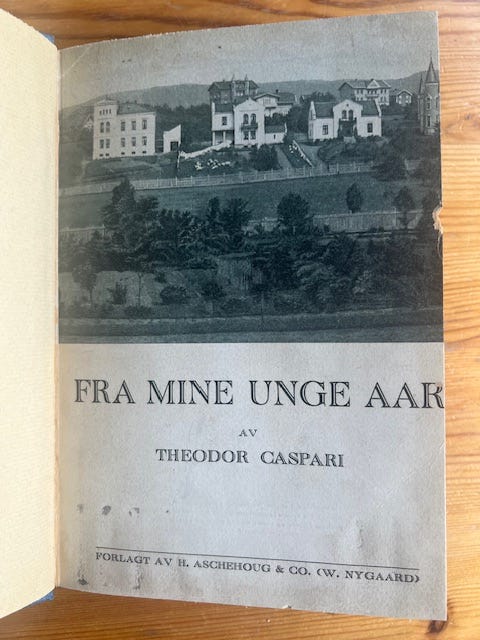 FRA MINE UNGE AAR
AV
THEODOR CASPARI
FORLAGT AV H. ASCHEHOUG & CO. (W. NYGAARD)